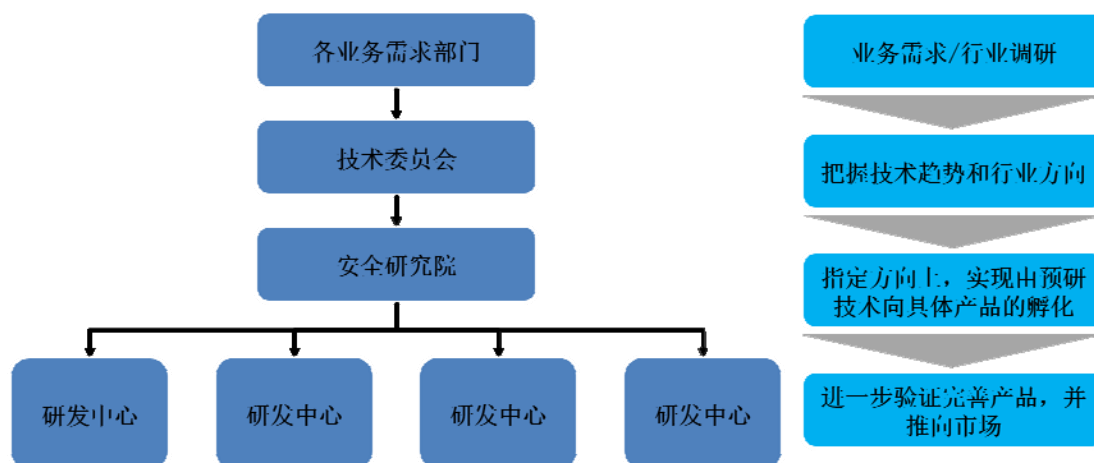 各业务需求部门
业务需求/行业调研
技术委员会
把握技术趋势和行业方向
安全研究院
指定方向上，实现由预研
技术向具体产品的孵化
研发中心
研发中心
研发中心
研发中心
进一步验证完善产品，并
推向市场